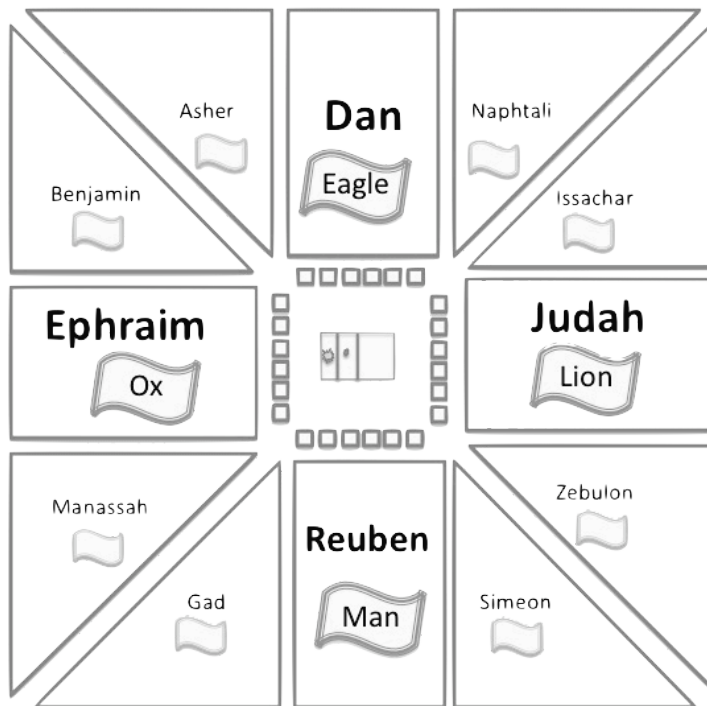 Asher
Dan
Naphtali
Eagle
Benjamin
Issachar
Ephraim
Judah
Ox
Lion
Manassah
Zebulon
Reuben
Gad
Man
Simeon